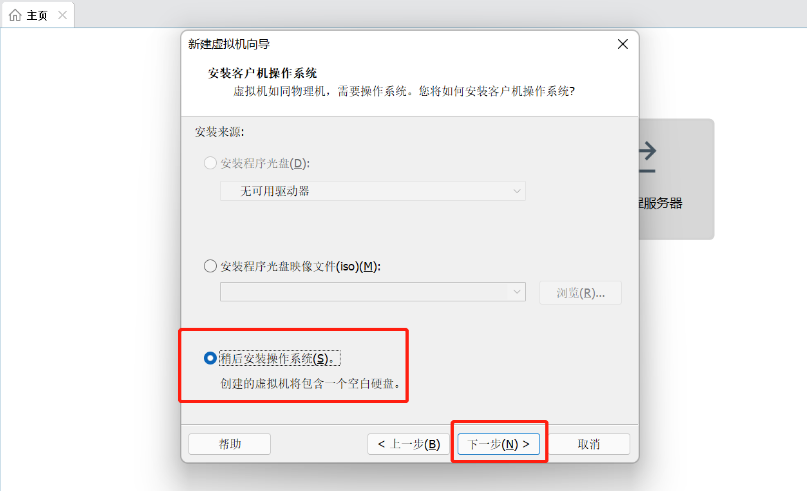 主页
新建虚拟机向导
安装客户机操作系统
虚拟机如同物理机，需要操作系统。您将如何安装客户机操作系统?
安装来源:
安装程序光盘(D):
无可用驱动器
程服务器
安装程序光盘映像文件(iso)(M):
浏览(R)...
稍后安装操作系统(S)。
创建的虚拟机将包含一个空白硬盘。
帮助
< 上一步(B)
下一步(N) >
取消